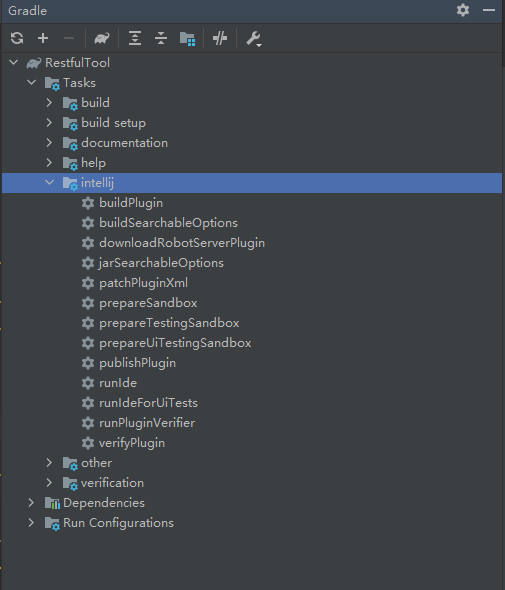 Gradle
RestfulTool
Tasks
build
build setup
documentation
help
intellij
buildPlugin
buildSearchableOptions
downloadRobotServerPlugin
jarSearchableOptions
patchPluginXml
prepareSandbox
prepareTestingSandbox
prepareUiTestingSandbox
publishPlugin
runIde
runIdeForUiTests
runPluginVerifier
verifyPlugin
other
verification
Dependencies
Run Configurations